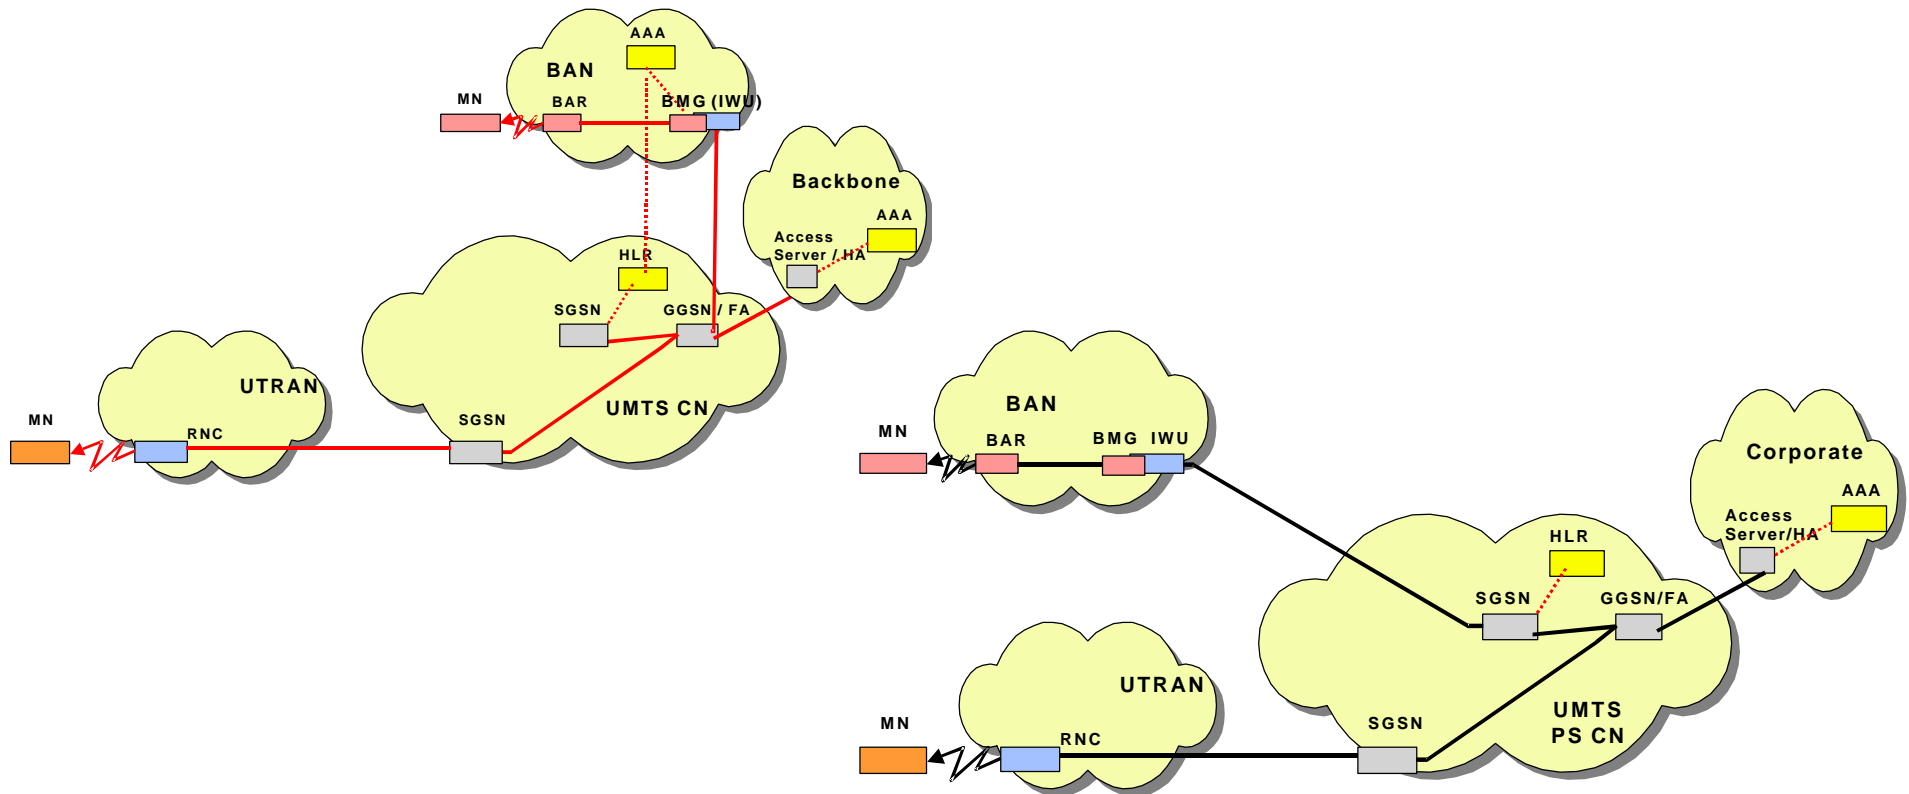 AAA
BAN
MN
BAR
BMG (IWU)
Backbone
AAA
Access
Server / HA
HLR
SGSN
GGSN / FA
UTRAN
UMTS CN
MN
SGSN
RNC
BAN
MN
BAR
BMG IWU
Corporate
AAA
Access
Server/HA
HLR
SGSN
GGSN/FA
UTRAN
UMTS
PS CN
MN
SGSN
RNC